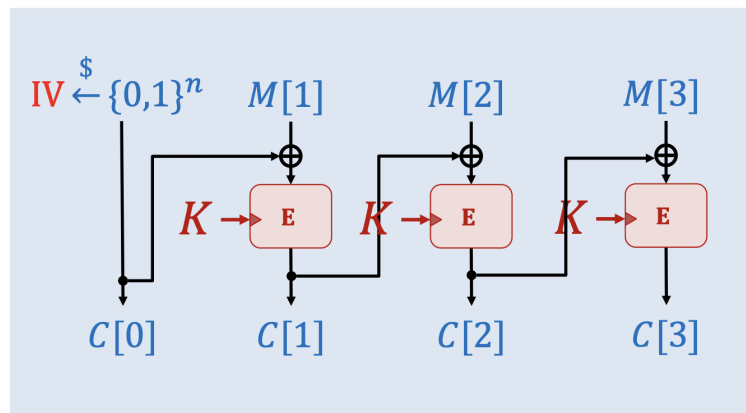 $
IV ← {0,1}ⁿ M[1] M[2] M[3]
K E K E K E
C[0] C[1] C[2] C[3]